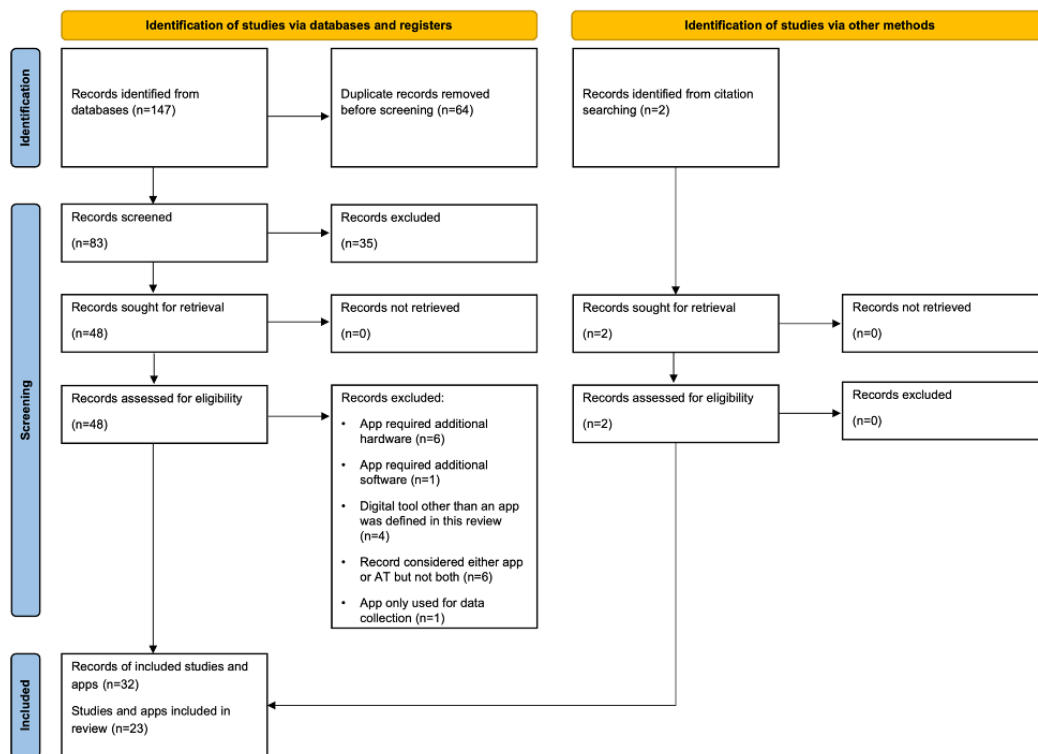 Identification of studies via databases and registers
Identification of studies via other methods
Identification
Records identified from
databases (n=147)
Duplicate records removed
before screening (n=64)
Records identified from citation
searching (n=2)
Screening
Records screened
(n=83)
Records excluded
(n=35)
Records sought for retrieval
(n=48)
Records not retrieved
(n=0)
Records sought for retrieval
(n=2)
Records not retrieved
(n=0)
Records assessed for eligibility
(n=48)
Records excluded:
• App required additional
hardware (n=6)
• App required additional
software (n=1)
• Digital tool other than an app
was defined in this review
(n=4)
• Record considered either app
or AT but not both (n=6)
• App only used for data
collection (n=1)
Records assessed for eligibility
(n=2)
Records excluded
(n=0)
Included
Records of included studies and
apps (n=32)
Studies and apps included in
review (n=23)